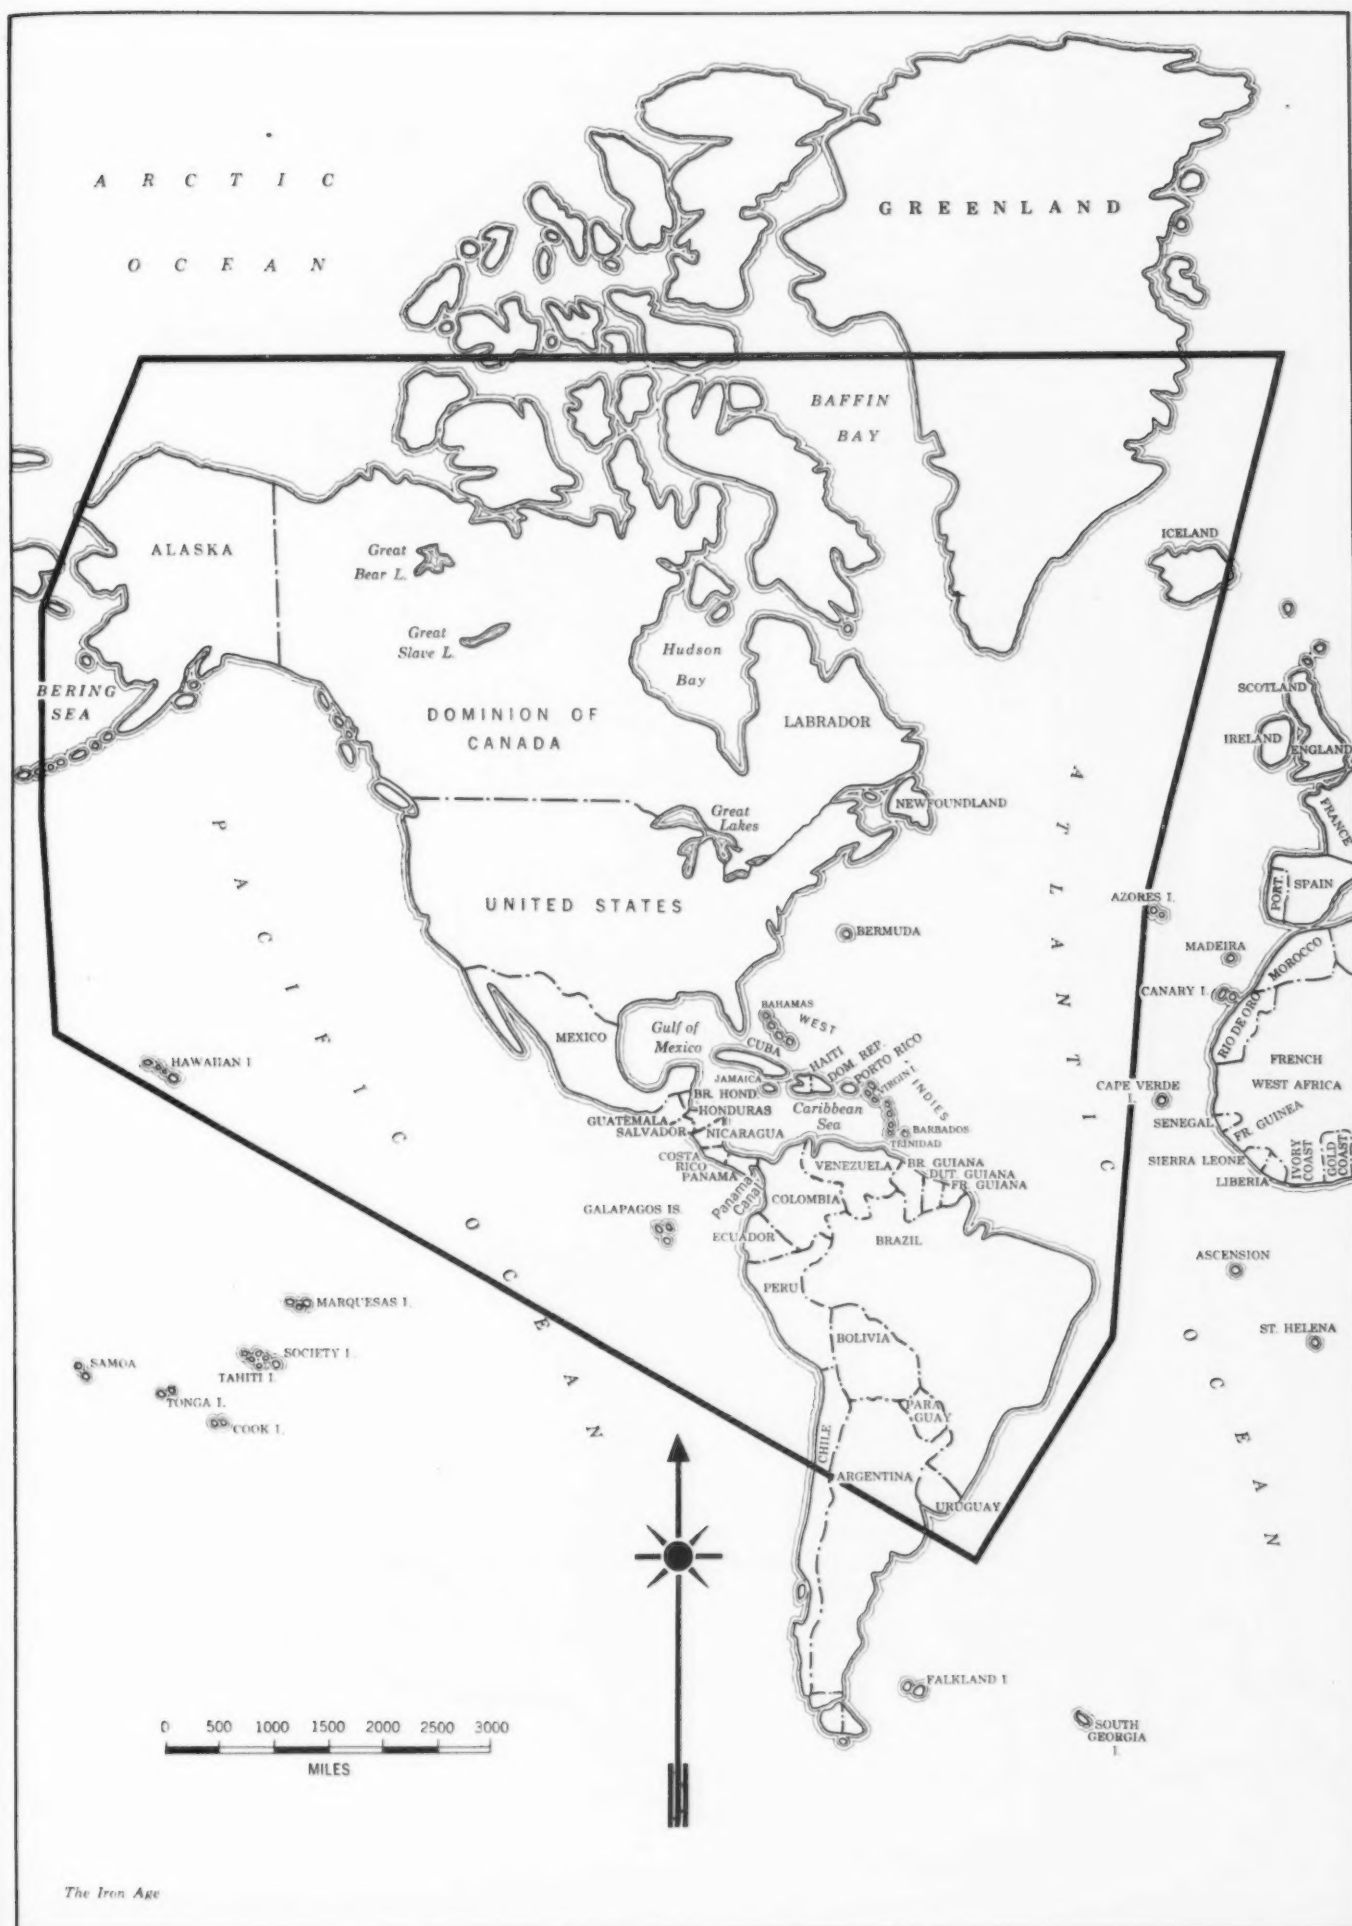 A R C T I C
O C E A N
GREENLAND
BAFFIN
BAY
ALASKA
Great
Bear L.
Great
Slave L.
Hudson
Bay
ICELAND
BERING
SEA
DOMINION OF
CANADA
LABRADOR
SCOTLAND
IRELAND
ENGLAND
NEWFOUNDLAND
Great
Lakes
FRANCE
PACIFIC
OCEAN
ATLANTIC
OCEAN
UNITED STATES
PORT.
SPAIN
AZORES I.
BERMUDA
MADEIRA
MOROCCO
CANARY I.
RIO DE ORO
BAHAMAS
WEST
INDIES
Gulf of
Mexico
MEXICO
CUBA
HAITI
DOM. REP.
PORTO RICO
VIRGIN I.
HAWAIIAN I
JAMAICA
BR. HOND.
HONDURAS
Caribbean
Sea
GUATEMALA
SALVADOR
NICARAGUA
BARBADOS
TRINIDAD
FRENCH
WEST AFRICA
CAPE VERDE
I.
SENEGAL
FR. GUINEA
SIERRA LEONE
LIBERIA
IVORY
COAST
GOLD
COAST
COSTA
RICO
PANAMA
Panama
Canal
VENEZUELA
BR. GUIANA
DUT. GUIANA
FR. GUIANA
COLOMBIA
GALAPAGOS IS.
ECUADOR
BRAZIL
ASCENSION
PERU
MARQUESAS I.
BOLIVIA
ST. HELENA
SOCIETY I.
SAMOA
TAHITI I.
TONGA I.
COOK I.
PARA
GUAY
CHILE
ARGENTINA
URUGUAY
FALKLAND I
SOUTH
GEORGIA
I.
0 500 1000 1500 2000 2500 3000
MILES
The Iron Age